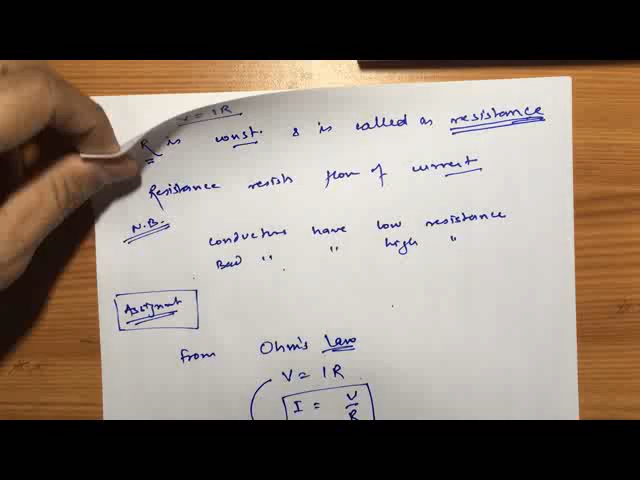 V = IR
R is const. & is called as resistance
Resistance resists flow of current
N.B.
Conductors have low resistance
Bad " " high "
Assignment
from Ohm's Law
V = IR
I = V/R